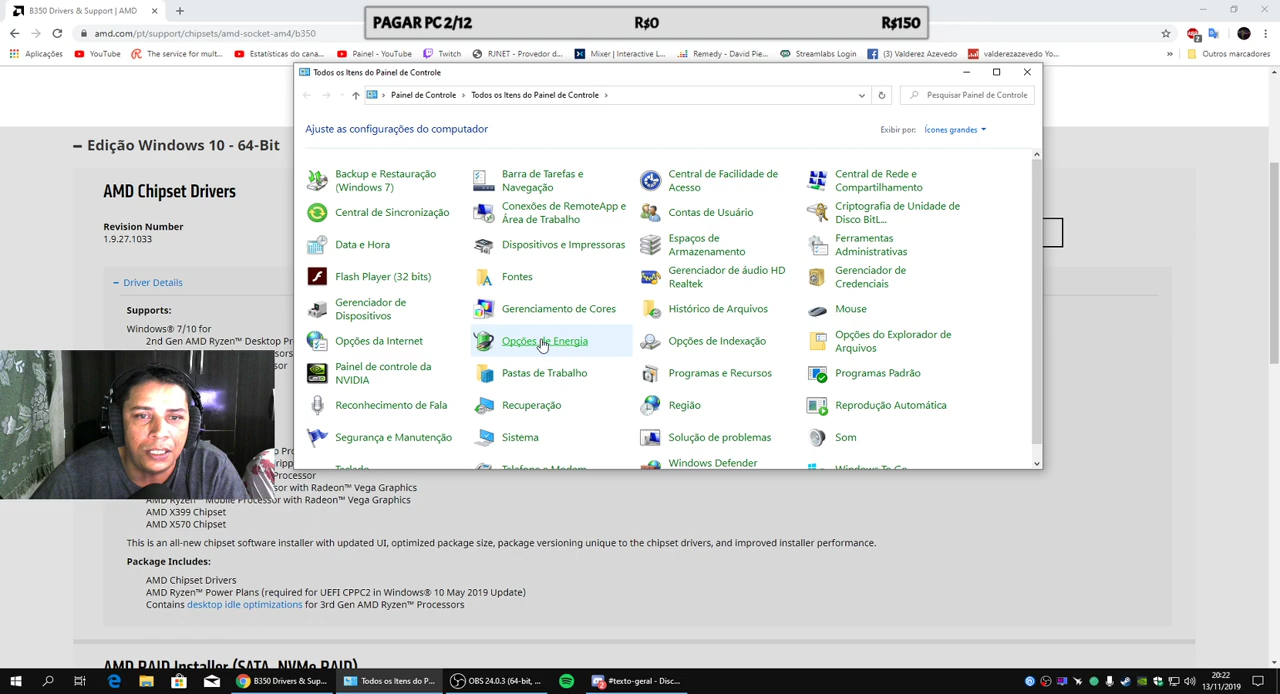 B350 Drivers & Support | AMD
PAGAR PC 2/12
R$0
R$150
amd.com/pt/support/chipsets/amd-socket-am4/b350
Aplicações
YouTube
The service for mult...
Estatísticas do cana...
Painel - YouTube
Twitch
PJNET - Provedor d...
Mixer | Interactive L...
Remedy - David Pie...
Streamlabs Login
(3) Valderez Azevedo
valderezazevedo Yo...
»
Outros marcadores
Todos os Itens do Painel de Controle
Painel de Controle
Todos os Itens do Painel de Controle
Pesquisar Painel de Controle
Ajuste as configurações do computador
Exibir por:
Ícones grandes
Backup e Restauração
(Windows 7)
Barra de Tarefas e
Navegação
Central de Facilidade de
Acesso
Central de Rede e
Compartilhamento
Central de Sincronização
Conexões de RemoteApp e
Área de Trabalho
Contas de Usuário
Criptografia de Unidade de
Disco BitL...
Data e Hora
Dispositivos e Impressoras
Espaços de
Armazenamento
Ferramentas
Administrativas
Flash Player (32 bits)
Fontes
Gerenciador de áudio HD
Realtek
Gerenciador de
Credenciais
Gerenciador de
Dispositivos
Gerenciamento de Cores
Histórico de Arquivos
Mouse
Opções da Internet
Opções de Energia
Opções de Indexação
Opções do Explorador de
Arquivos
Painel de controle da
NVIDIA
Pastas de Trabalho
Programas e Recursos
Programas Padrão
Reconhecimento de Fala
Recuperação
Região
Reprodução Automática
Segurança e Manutenção
Sistema
Solução de problemas
Som
Teclado
Telefone e Modem
Windows Defender
Windows To Go
Edição Windows 10 - 64-Bit
AMD Chipset Drivers
Revision Number
1.9.27.1033
Driver Details
Supports:
Windows® 7/10 for
2nd Gen AMD Ryzen™ Desktop Pr
Processor
sor with Radeon™ Vega Graphics
AMD Ryzen™ Mobile Processor with Radeon™ Vega Graphics
AMD X399 Chipset
AMD X570 Chipset
This is an all-new chipset software installer with updated UI, optimized package size, package versioning unique to the chipset drivers, and improved installer performance.
Package Includes:
AMD Chipset Drivers
AMD Ryzen™ Power Plans (required for UEFI CPPC2 in Windows® 10 May 2019 Update)
Contains desktop idle optimizations for 3rd Gen AMD Ryzen™ Processors
AMD RAID Installer (SATA, NVMe RAID)
B350 Drivers & Sup...
Todos os Itens do P...
OBS 24.0.3 (64-bit, ...
#texto-geral - Disc...
20:22
13/11/2019